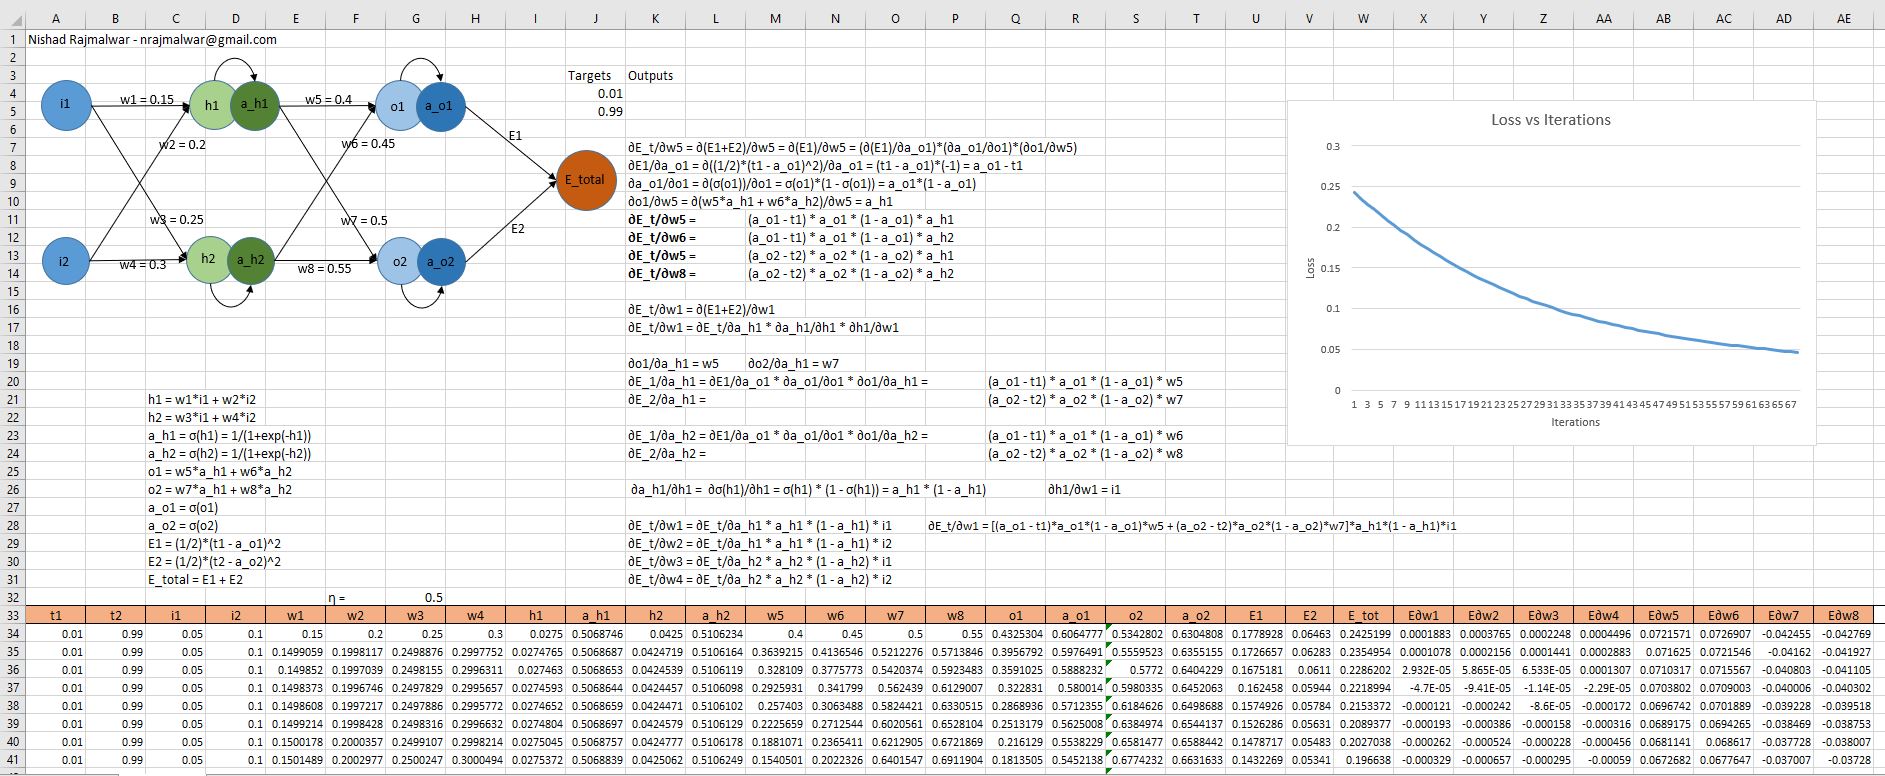 A B C D E F G H I J K L M N O P Q R S T U V W X Y Z AA AB AC AD AE
1 Nishad Rajmalwar - nrajmalwar@gmail.com
2
3 Targets Outputs
4 0.01
5 0.99
i1 w1 = 0.15 h1 a_h1 w5 = 0.4 o1 a_o1
E1
w2 = 0.2 w6 = 0.45
E_total
w3 = 0.25 w7 = 0.5
E2
i2 w4 = 0.3 h2 a_h2 w8 = 0.55 o2 a_o2
6
7 ∂E_t/∂w5 = ∂(E1+E2)/∂w5 = ∂(E1)/∂w5 = (∂(E1)/∂a_o1)*(∂a_o1/∂o1)*(∂o1/∂w5)
8 ∂E1/∂a_o1 = ∂((1/2)*(t1 - a_o1)^2)/∂a_o1 = (t1 - a_o1)*(-1) = a_o1 - t1
9 ∂a_o1/∂o1 = ∂(σ(o1))/∂o1 = σ(o1)*(1 - σ(o1)) = a_o1*(1 - a_o1)
10 ∂o1/∂w5 = ∂(w5*a_h1 + w6*a_h2)/∂w5 = a_h1
11 ∂E_t/∂w5 = (a_o1 - t1) * a_o1 * (1 - a_o1) * a_h1
12 ∂E_t/∂w6 = (a_o1 - t1) * a_o1 * (1 - a_o1) * a_h2
13 ∂E_t/∂w5 = (a_o2 - t2) * a_o2 * (1 - a_o2) * a_h1
14 ∂E_t/∂w8 = (a_o2 - t2) * a_o2 * (1 - a_o2) * a_h2
15
16 ∂E_t/∂w1 = ∂(E1+E2)/∂w1
17 ∂E_t/∂w1 = ∂E_t/∂a_h1 * ∂a_h1/∂h1 * ∂h1/∂w1
18
19 ∂o1/∂a_h1 = w5 ∂o2/∂a_h1 = w7
20 ∂E_1/∂a_h1 = ∂E1/∂a_o1 * ∂a_o1/∂o1 * ∂o1/∂a_h1 = (a_o1 - t1) * a_o1 * (1 - a_o1) * w5
21 h1 = w1*i1 + w2*i2 ∂E_2/∂a_h1 = (a_o2 - t2) * a_o2 * (1 - a_o2) * w7
22 h2 = w3*i1 + w4*i2
23 a_h1 = σ(h1) = 1/(1+exp(-h1)) ∂E_1/∂a_h2 = ∂E1/∂a_o1 * ∂a_o1/∂o1 * ∂o1/∂a_h2 = (a_o1 - t1) * a_o1 * (1 - a_o1) * w6
24 a_h2 = σ(h2) = 1/(1+exp(-h2)) ∂E_2/∂a_h2 = (a_o2 - t2) * a_o2 * (1 - a_o2) * w8
25 o1 = w5*a_h1 + w6*a_h2
26 o2 = w7*a_h1 + w8*a_h2 ∂a_h1/∂h1 = ∂σ(h1)/∂h1 = σ(h1) * (1 - σ(h1)) = a_h1 * (1 - a_h1) ∂h1/∂w1 = i1
27 a_o1 = σ(o1)
28 a_o2 = σ(o2) ∂E_t/∂w1 = ∂E_t/∂a_h1 * a_h1 * (1 - a_h1) * i1 ∂E_t/∂w1 = [(a_o1 - t1)*a_o1*(1 - a_o1)*w5 + (a_o2 - t2)*a_o2*(1 - a_o2)*w7]*a_h1*(1 - a_h1)*i1
29 E1 = (1/2)*(t1 - a_o1)^2 ∂E_t/∂w2 = ∂E_t/∂a_h1 * a_h1 * (1 - a_h1) * i2
30 E2 = (1/2)*(t2 - a_o2)^2 ∂E_t/∂w3 = ∂E_t/∂a_h2 * a_h2 * (1 - a_h2) * i1
31 E_total = E1 + E2 ∂E_t/∂w4 = ∂E_t/∂a_h2 * a_h2 * (1 - a_h2) * i2
Loss vs Iterations
0.3
0.25
0.2
0.15
0.1
0.05
0
Loss
1 3 5 7 9 11 13 15 17 19 21 23 25 27 29 31 33 35 37 39 41 43 45 47 49 51 53 55 57 59 61 63 65 67
Iterations
32 η = 0.5
33 t1 t2 i1 i2 w1 w2 w3 w4 h1 a_h1 h2 a_h2 w5 w6 w7 w8 o1 a_o1 o2 a_o2 E1 E2 E_tot E∂w1 E∂w2 E∂w3 E∂w4 E∂w5 E∂w6 E∂w7 E∂w8
34 0.01 0.99 0.05 0.1 0.15 0.2 0.25 0.3 0.0275 0.5068746 0.0425 0.5106234 0.4 0.45 0.5 0.55 0.4325304 0.6064777 0.5342802 0.6304808 0.1778928 0.06463 0.2425199 0.0001883 0.0003765 0.0002248 0.0004496 0.0721571 0.0726907 -0.042455 -0.042769
35 0.01 0.99 0.05 0.1 0.1499059 0.1998117 0.2498876 0.2997752 0.0274765 0.5068687 0.0424719 0.5106164 0.3639215 0.4136546 0.5212276 0.5713846 0.3956792 0.5976491 0.5559523 0.6355155 0.1726657 0.06283 0.2354954 0.0001078 0.0002156 0.0001441 0.0002883 0.071625 0.0721546 -0.04162 -0.041927
36 0.01 0.99 0.05 0.1 0.149852 0.1997039 0.2498155 0.2996311 0.027463 0.5068653 0.0424539 0.5106119 0.328109 0.3775773 0.5420374 0.5923483 0.3591025 0.5888232 0.5772 0.6404229 0.1675181 0.0611 0.2286202 2.932E-05 5.865E-05 6.533E-05 0.0001307 0.0710317 0.0715567 -0.040803 -0.041105
37 0.01 0.99 0.05 0.1 0.1498373 0.1996746 0.2497829 0.2995657 0.0274593 0.5068644 0.0424457 0.5106098 0.2925931 0.341799 0.562439 0.6129007 0.322831 0.580014 0.5980335 0.6452063 0.162458 0.05944 0.2218994 -4.7E-05 -9.41E-05 -1.14E-05 -2.29E-05 0.0703802 0.0709003 -0.040006 -0.040302
38 0.01 0.99 0.05 0.1 0.1498608 0.1997217 0.2497886 0.2995772 0.0274652 0.5068659 0.0424471 0.5106102 0.257403 0.3063488 0.5824421 0.6330515 0.2868936 0.5712355 0.6184626 0.6498688 0.1574926 0.05784 0.2153372 -0.000121 -0.000242 -8.6E-05 -0.000172 0.0696742 0.0701889 -0.039228 -0.039518
39 0.01 0.99 0.05 0.1 0.1499214 0.1998428 0.2498316 0.2996632 0.0274804 0.5068697 0.0424579 0.5106129 0.2225659 0.2712544 0.6020561 0.6528104 0.2513179 0.5625008 0.6384974 0.6544137 0.1526286 0.05631 0.2089377 -0.000193 -0.000386 -0.000158 -0.000316 0.0689175 0.0694265 -0.038469 -0.038753
40 0.01 0.99 0.05 0.1 0.1500178 0.2000357 0.2499107 0.2998214 0.0275045 0.5068757 0.0424777 0.5106178 0.1881071 0.2365411 0.6212905 0.6721869 0.216129 0.5538229 0.6581477 0.6588442 0.1478717 0.05483 0.2027038 -0.000262 -0.000524 -0.000228 -0.000456 0.0681141 0.068617 -0.037728 -0.038007
41 0.01 0.99 0.05 0.1 0.1501489 0.2002977 0.2500247 0.3000494 0.0275372 0.5068839 0.0425062 0.5106249 0.1540501 0.2022326 0.6401547 0.6911904 0.1813505 0.5452138 0.6774232 0.6631633 0.1432269 0.05341 0.196638 -0.000329 -0.000657 -0.000295 -0.00059 0.0672682 0.0677647 -0.037007 -0.03728